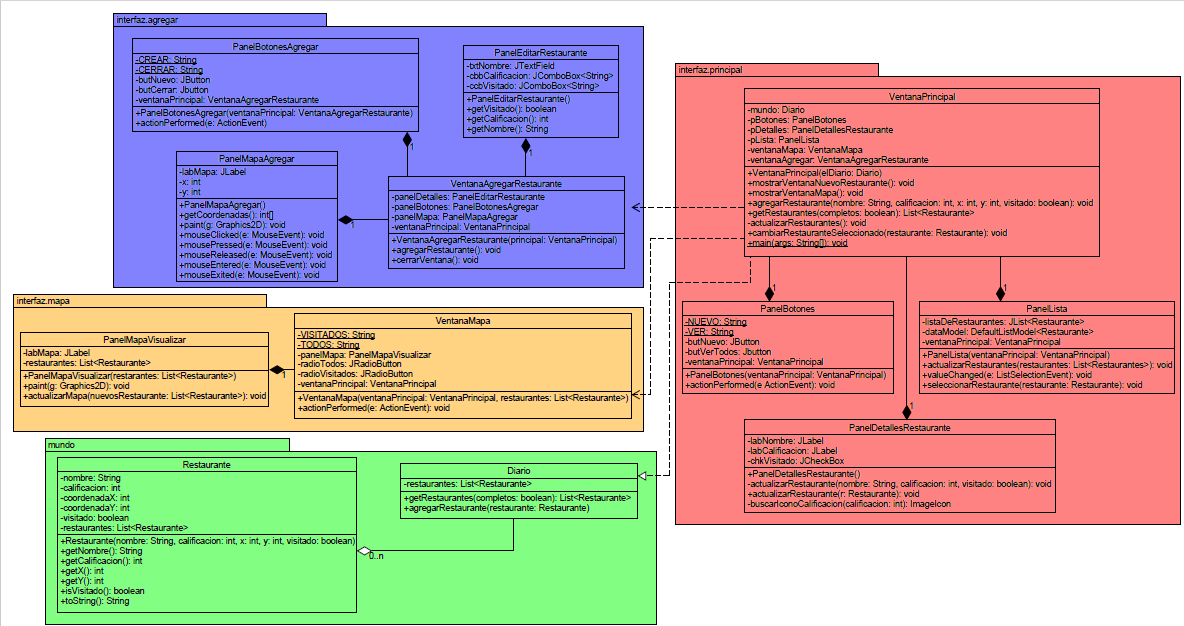 interfaz.agregar
PanelBotonesAgregar
-CREAR: String
-CERRAR: String
-butNuevo: JButton
-butCerrar: Jbutton
-ventanaPrincipal: VentanaAgregarRestaurante
+PanelBotonesAgregar(ventanaPrincipal: VentanaAgregarRestaurante)
+actionPerformed(e: ActionEvent)
1
PanelEditarRestaurante
-txtNombre: JTextField
-cbbCalificacion: JComboBox<String>
-ccbVisitado: JComboBox<String>
+PanelEditarRestaurante()
+getVisitado(): boolean
+getCalificacion(): int
+getNombre(): String
1
PanelMapaAgregar
-labMapa: JLabel
-x: int
-y: int
+PanelMapaAgregar()
+getCoordenadas(): int[]
+paint(g: Graphics2D): void
+mouseClicked(e: MouseEvent): void
+mousePressed(e: MouseEvent): void
+mouseReleased(e: MouseEvent): void
+mouseEntered(e: MouseEvent): void
+mouseExited(e: MouseEvent): void
1
VentanaAgregarRestaurante
-panelDetalles: PanelEditarRestaurante
-panelBotones: PanelBotonesAgregar
-panelMapa: PanelMapaAgregar
-ventanaPrincipal: VentanaPrincipal
+VentanaAgregarRestaurante(principal: VentanaPrincipal)
+agregarRestaurante(): void
+cerrarVentana(): void
interfaz.principal
VentanaPrincipal
-mundo: Diario
-pBotones: PanelBotones
-pDetalles: PanelDetallesRestaurante
-pLista: PanelLista
-ventanaMapa: VentanaMapa
-ventanaAgregar: VentanaAgregarRestaurante
+VentanaPrincipal(elDiario: Diario)
+mostrarVentanaNuevoRestaurante(): void
+mostrarVentanaMapa(): void
+agregarRestaurante(nombre: String, calificacion: int, x: int, y: int, visitado: boolean): void
+getRestaurantes(completos: boolean): List<Restaurante>
-actualizarRestaurantes(): void
+cambiarRestauranteSeleccionado(restaurante: Restaurante): void
+main(args: String[]): void
1
PanelBotones
-NUEVO: String
-VER: String
-butNuevo: JButton
-butVerTodos: Jbutton
-ventanaPrincipal: VentanaPrincipal
+PanelBotones(ventanaPrincipal: VentanaPrincipal)
+actionPerformed(e ActionEvent): void
1
PanelLista
-listaDeRestaurantes: JList<Restaurante>
-dataModel: DefaultListModel<Restaurante>
-ventanaPrincipal: VentanaPrincipal
+PanelLista(ventanaPrincipal: VentanaPrincipal)
+actualizarRestaurantes(restaurantes: List<Restaurantes>): void
+valueChanged(e: ListSelectionEvent): void
+seleccionarRestaurante(restaurante: Restaurante): void
1
PanelDetallesRestaurante
-labNombre: JLabel
-labCalificacion: JLabel
-chkVisitado: JCheckBox
+PanelDetallesRestaurante()
-actualizarRestaurante(nombre: String, calificacion: int, visitado: boolean): void
+actualizarRestaurante(r: Restaurante): void
-buscarIconoCalificacion(calificacion: int): ImageIcon
interfaz.mapa
PanelMapaVisualizar
-labMapa: JLabel
-restaurantes: List<Restaurante>
+PanelMapaVisualizar(restarantes: List<Restaurante>)
+paint(g: Graphics2D): void
+actualizarMapa(nuevosRestaurante: List<Restaurante>): void
1
VentanaMapa
-VISITADOS: String
-TODOS: String
-panelMapa: PanelMapaVisualizar
-radioTodos: JRadioButton
-radioVisitados: JRadioButton
-ventanaPrincipal: VentanaPrincipal
+VentanaMapa(ventanaPrincipal: VentanaPrincipal, restaurantes: List<Restaurante>)
+actionPerformed(e: ActionEvent): void
mundo
Restaurante
-nombre: String
-calificacion: int
-coordenadaX: int
-coordenadaY: int
-visitado: boolean
-restaurantes: List<Restaurante>
+Restaurante(nombre: String, calificacion: int, x: int, y: int, visitado: boolean)
+getNombre(): String
+getCalificacion(): int
+getX(): int
+getY(): int
+isVisitado(): boolean
+toString(): String
0..n
Diario
-restaurantes: List<Restaurante>
+getRestaurantes(completos: boolean): List<Restaurante>
+agregarRestaurante(restaurante: Restaurante)